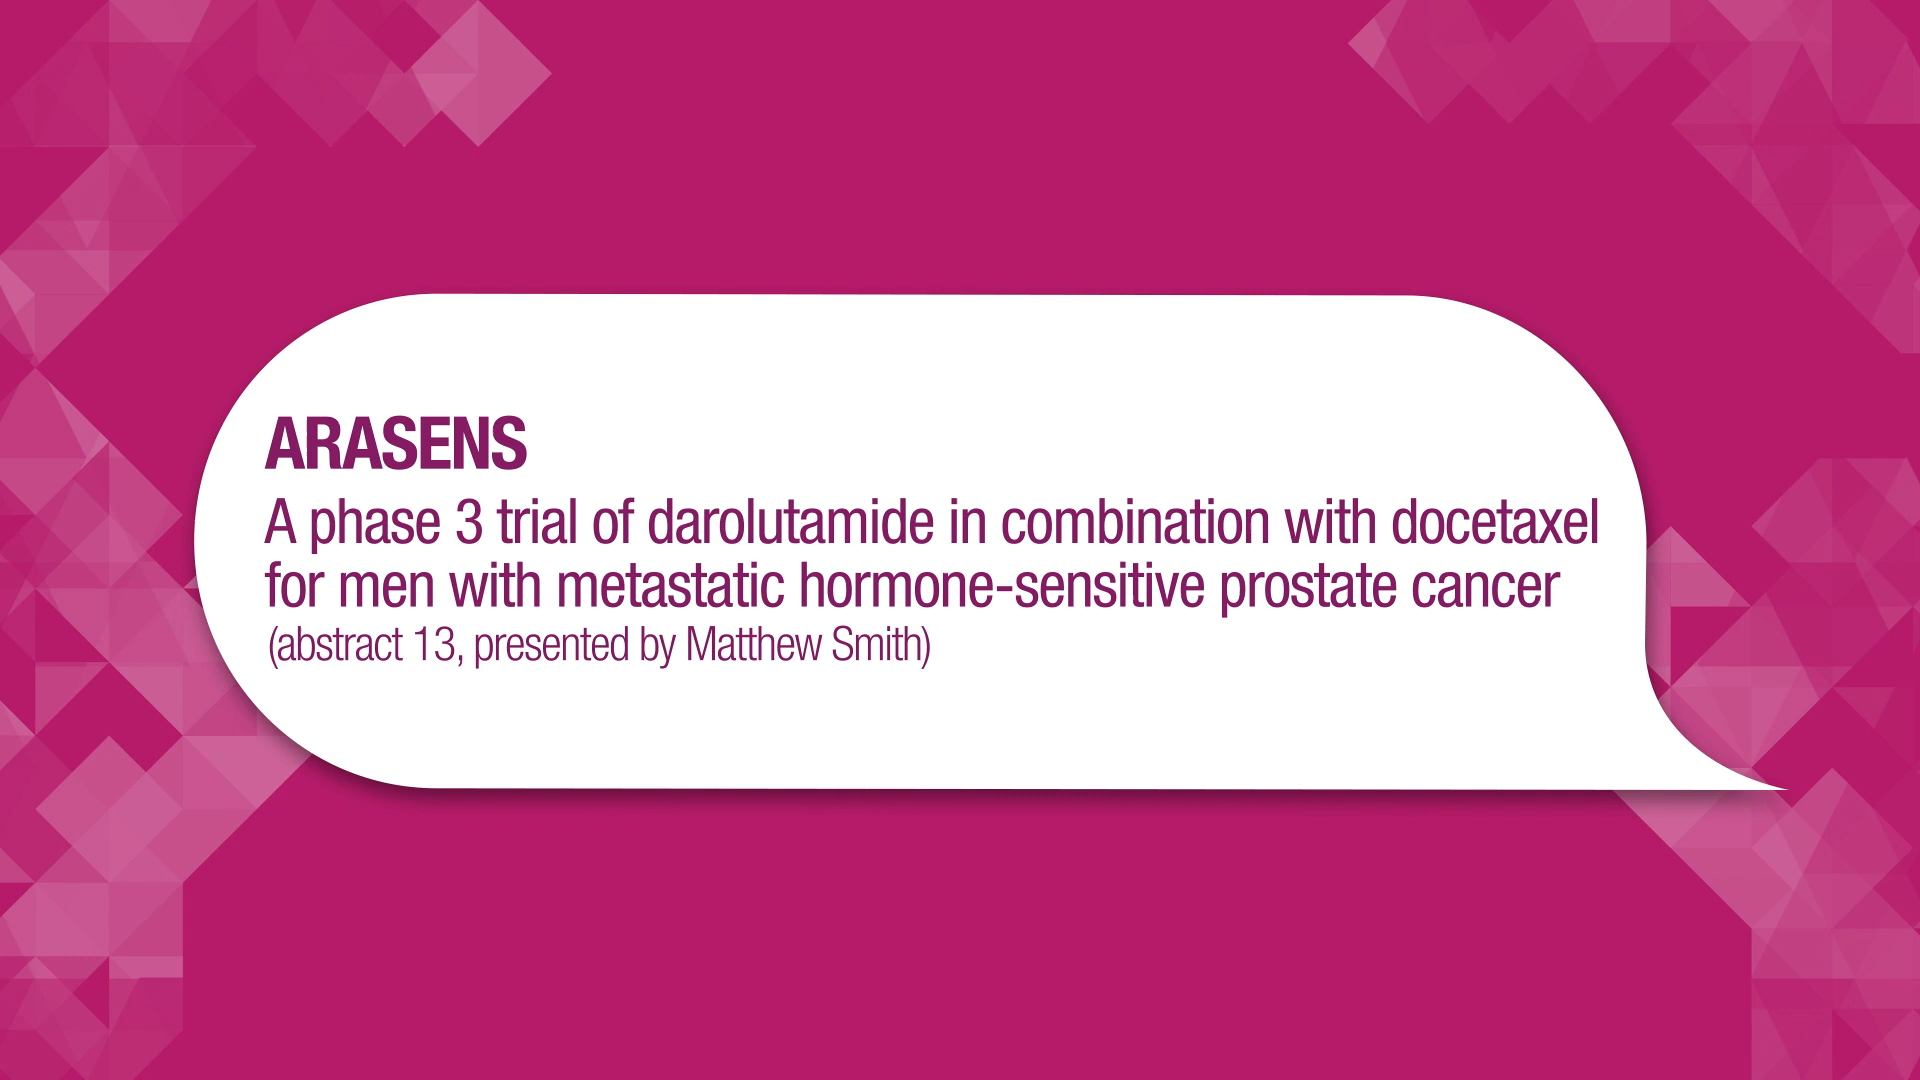 ARASENS
A phase 3 trial of darolutamide in combination with docetaxel
for men with metastatic hormone-sensitive prostate cancer
(abstract 13, presented by Matthew Smith)